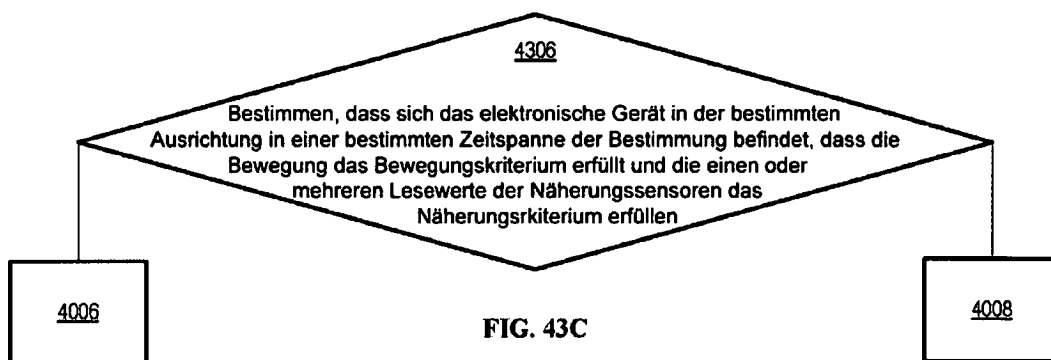 4306
Bestimmen, dass sich das elektronische Gerät in der bestimmten
Ausrichtung in einer bestimmten Zeitspanne der Bestimmung befindet, dass die
Bewegung das Bewegungskriterium erfüllt und die einen oder
mehreren Lesewerte der Näherungssensoren das
Näherungsrkiterium erfüllen
4006
4008
FIG. 43C